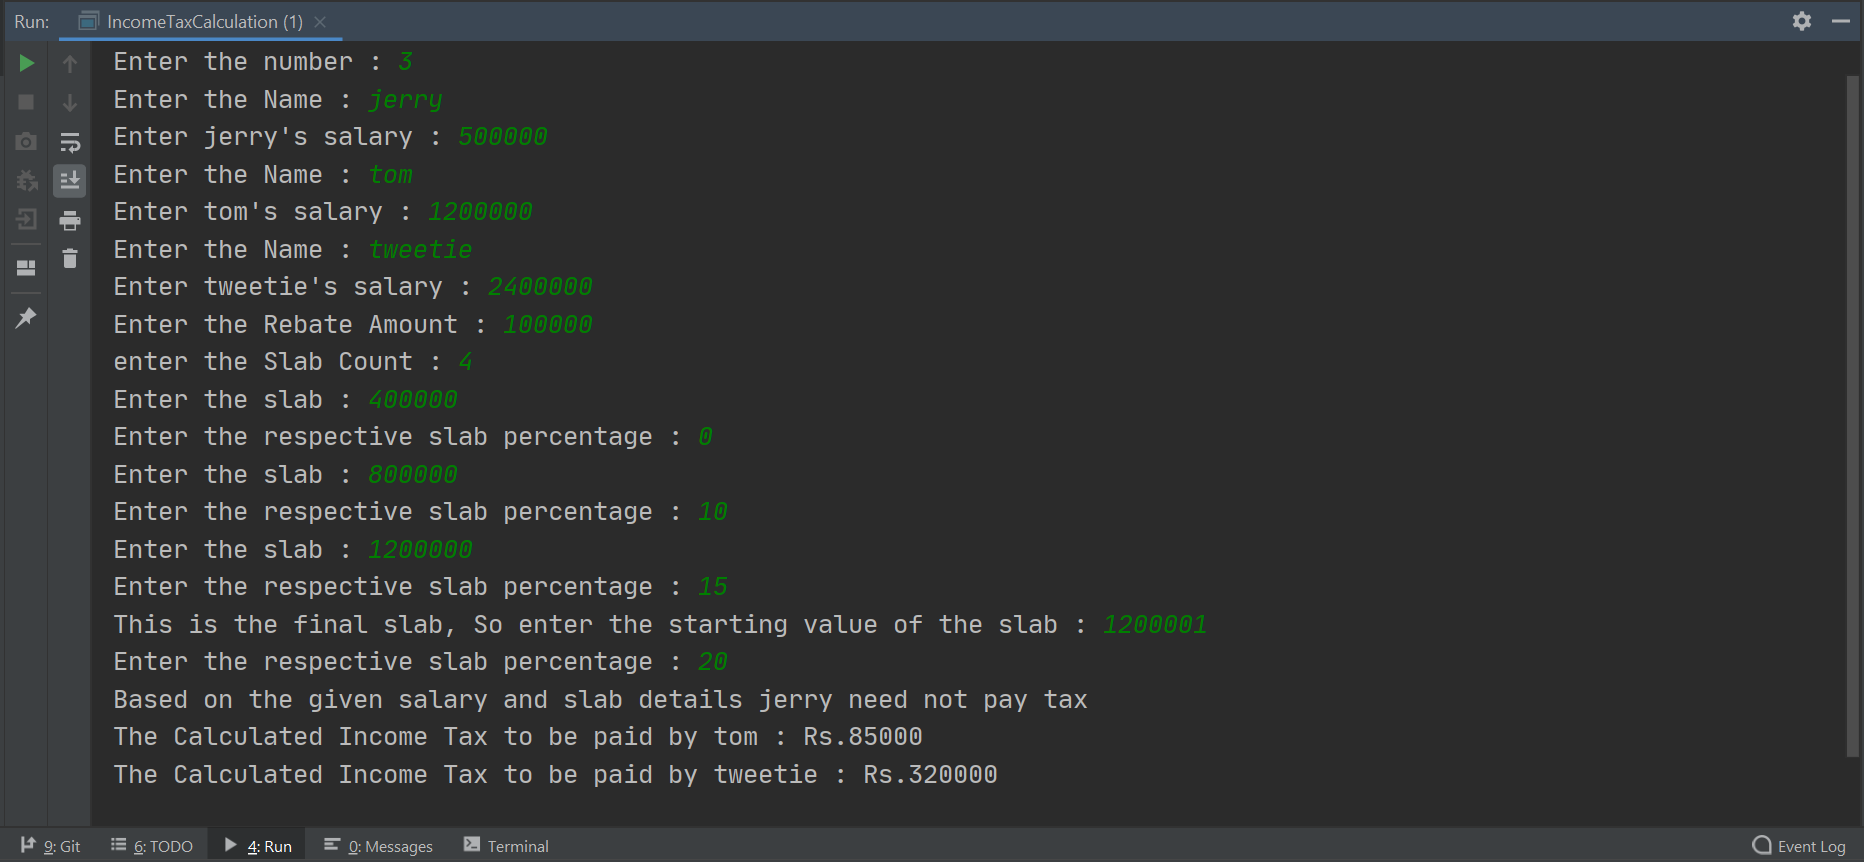 Run: IncomeTaxCalculation (1)
Enter the number : 3
Enter the Name : jerry
Enter jerry's salary : 500000
Enter the Name : tom
Enter tom's salary : 1200000
Enter the Name : tweetie
Enter tweetie's salary : 2400000
Enter the Rebate Amount : 100000
enter the Slab Count : 4
Enter the slab : 400000
Enter the respective slab percentage : 0
Enter the slab : 800000
Enter the respective slab percentage : 10
Enter the slab : 1200000
Enter the respective slab percentage : 15
This is the final slab, So enter the starting value of the slab : 1200001
Enter the respective slab percentage : 20
Based on the given salary and slab details jerry need not pay tax
The Calculated Income Tax to be paid by tom : Rs.85000
The Calculated Income Tax to be paid by tweetie : Rs.320000
9: Git 6: TODO 4: Run 0: Messages Terminal Event Log